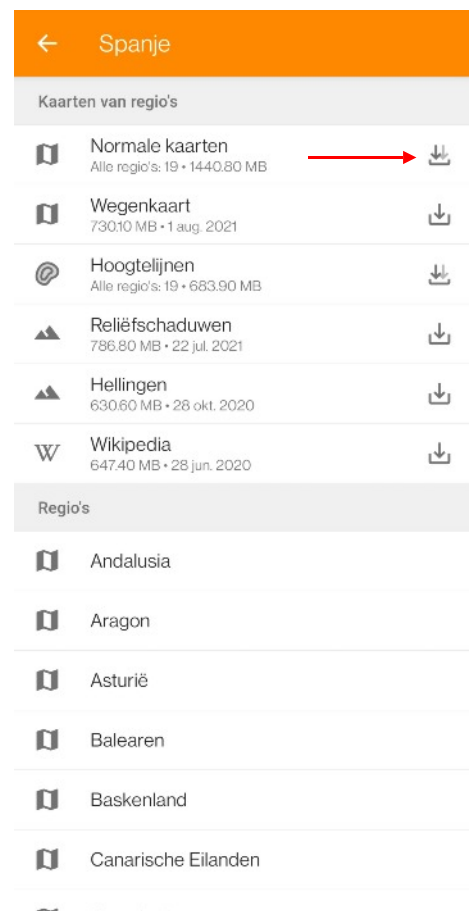 Spanje
Kaarten van regio's
Normale kaarten
Alle regio's: 19 • 1440.80 MB
Wegenkaart
730.10 MB • 1 aug. 2021
Hoogtelijnen
Alle regio's: 19 • 683.90 MB
Reliëfschaduwen
786.80 MB • 22 jul. 2021
Hellingen
630.60 MB • 28 okt. 2020
W Wikipedia
647.40 MB • 28 jun. 2020
Regio's
Andalusia
Aragon
Asturië
Balearen
Baskenland
Canarische Eilanden